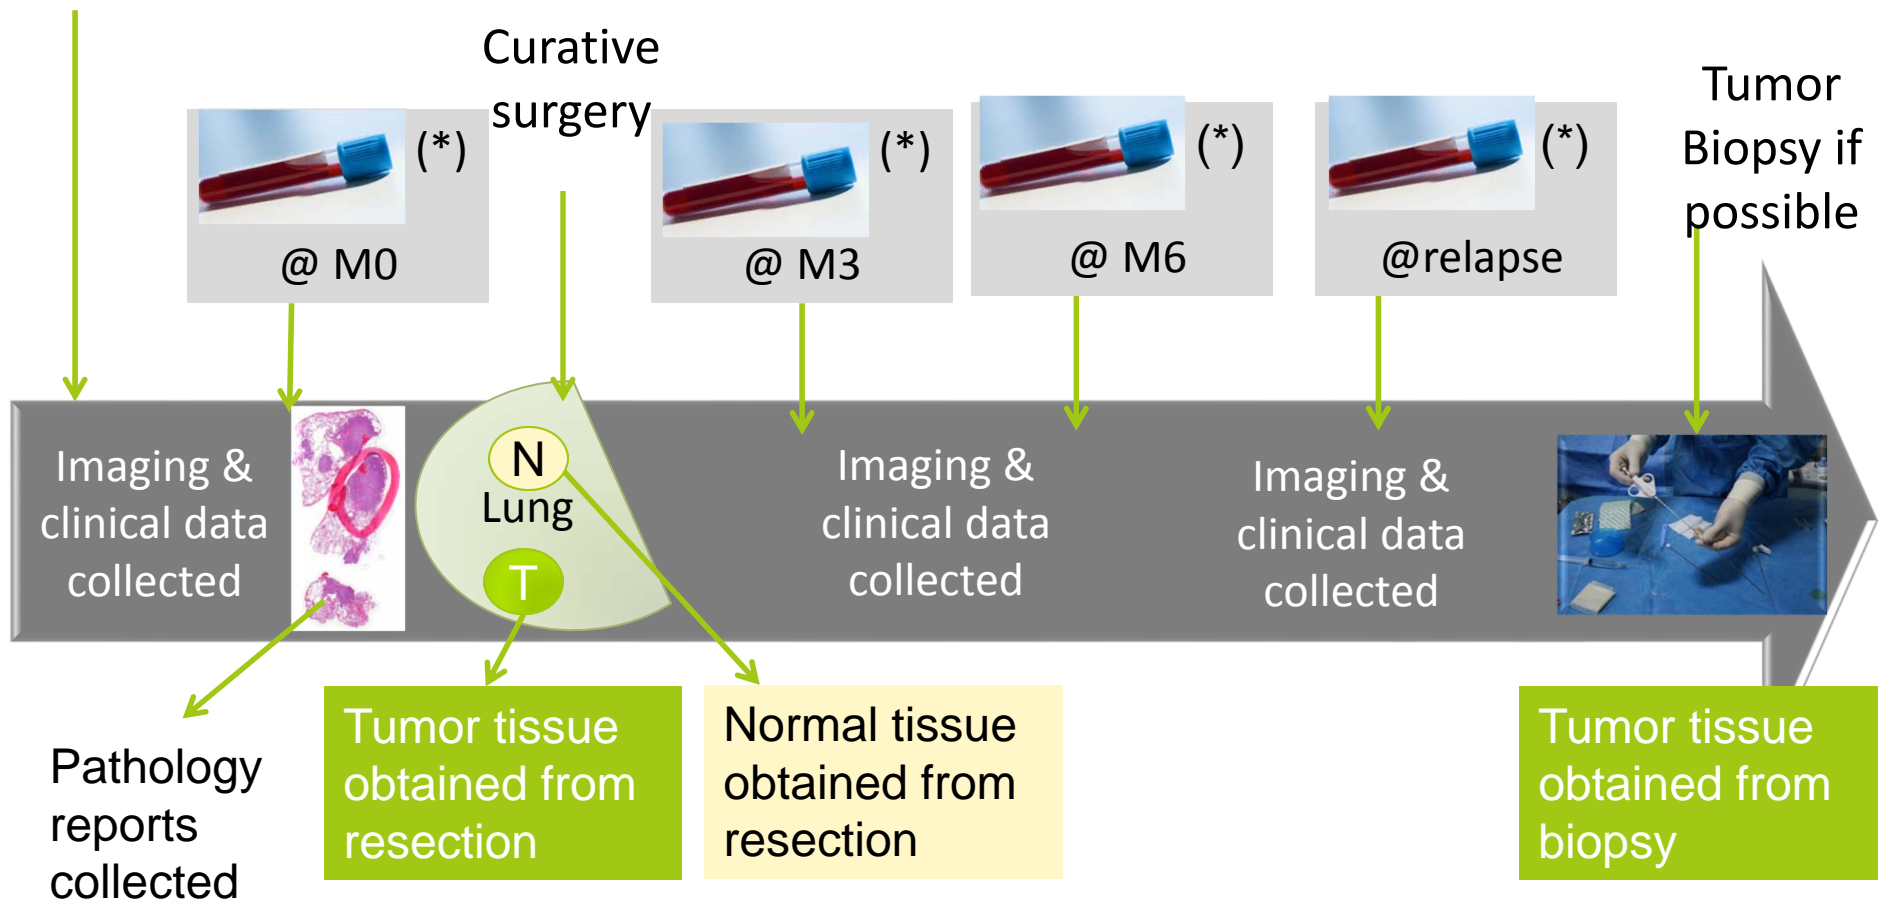 Curative
surgery
(*)
@ M0
(*)
@ M3
(*)
@ M6
(*)
@relapse
Tumor
Biopsy if
possible
Imaging &
clinical data
collected
N
Lung
T
Imaging &
clinical data
collected
Imaging &
clinical data
collected
Pathology
reports
collected
Tumor tissue
obtained from
resection
Normal tissue
obtained from
resection
Tumor tissue
obtained from
biopsy